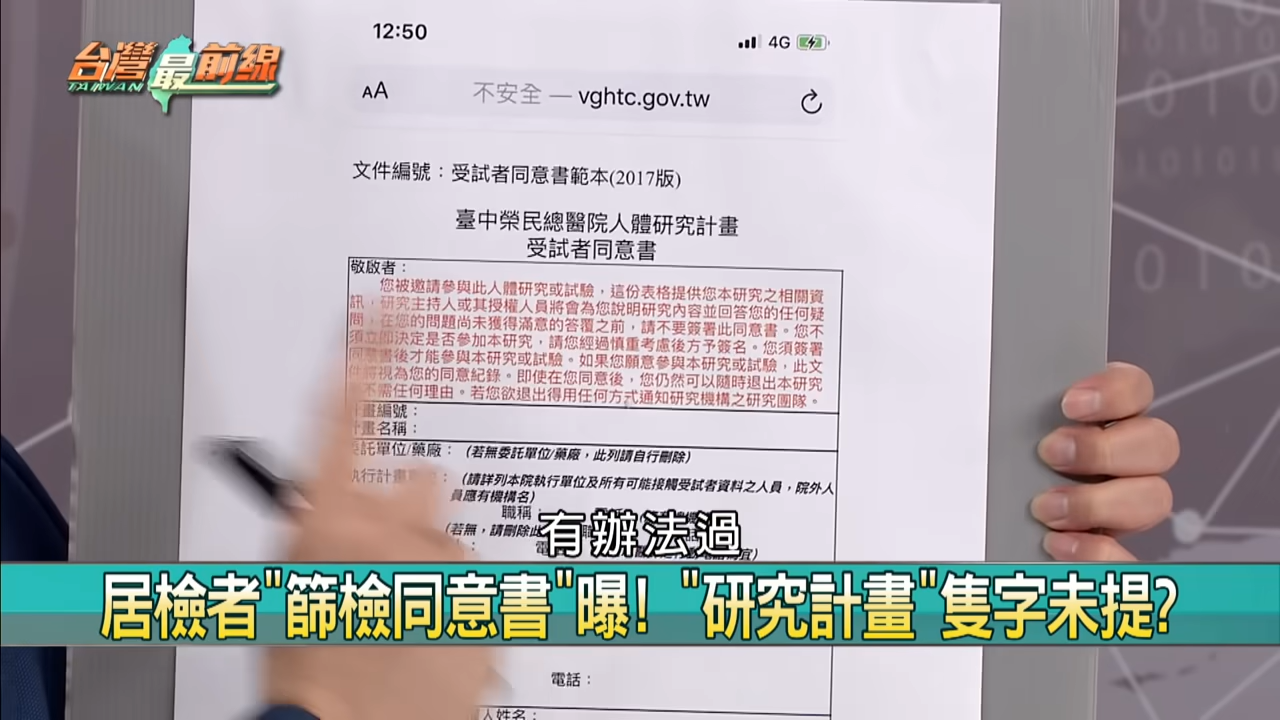 台灣最前線
TAIWAN
12:50
4G
AA 不安全 — vghtc.gov.tw
文件編號：受試者同意書範本(2017版)
臺中榮民總醫院人體研究計畫
受試者同意書
敬啟者：
您被邀請參與此人體研究或試驗，這份表格提供您本研究之相關資
訊，研究主持人或其授權人員將會為您說明研究內容並回答您的任何疑
問，在您的問題尚未獲得滿意的答覆之前，請不要簽署此同意書。您不
須立即決定是否參加本研究，請您經過慎重考慮後方予簽名。您須簽署
同意書後才能參與本研究或試驗。如果您願意參與本研究或試驗，此文
件將視為您的同意紀錄。即使在您同意後，您仍然可以隨時退出本研究
不需任何理由。若您欲退出得用任何方式通知研究機構之研究團隊。
計畫編號：
計畫名稱：
委託單位/藥廠：(若無委託單位/藥廠，此列請自行刪除)
執行計畫 ：(請詳列本院執行單位及所有可能接觸受試者資料之人員，院外人
員應有機構名)
職稱：
(若無，請刪除此
有辦法過
居檢者"篩檢同意書"曝！"研究計畫"隻字未提？
電話：
人姓名：